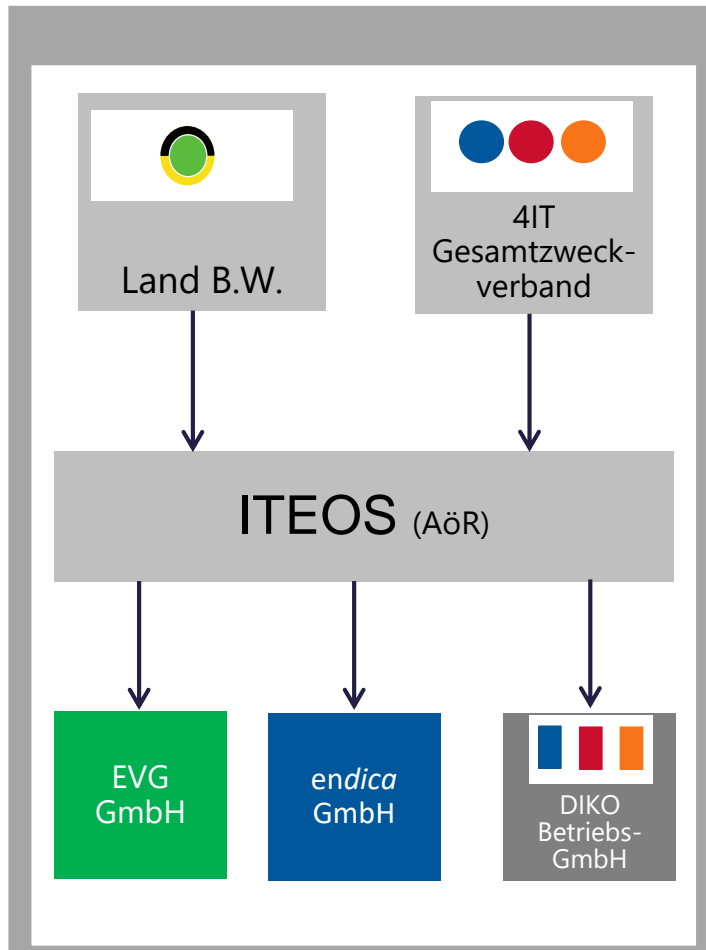 Land B.W.
4IT
Gesamtzweck-
verband
ITEOS (AöR)
EVG
GmbH
endica
GmbH
DIKO
Betriebs-
GmbH